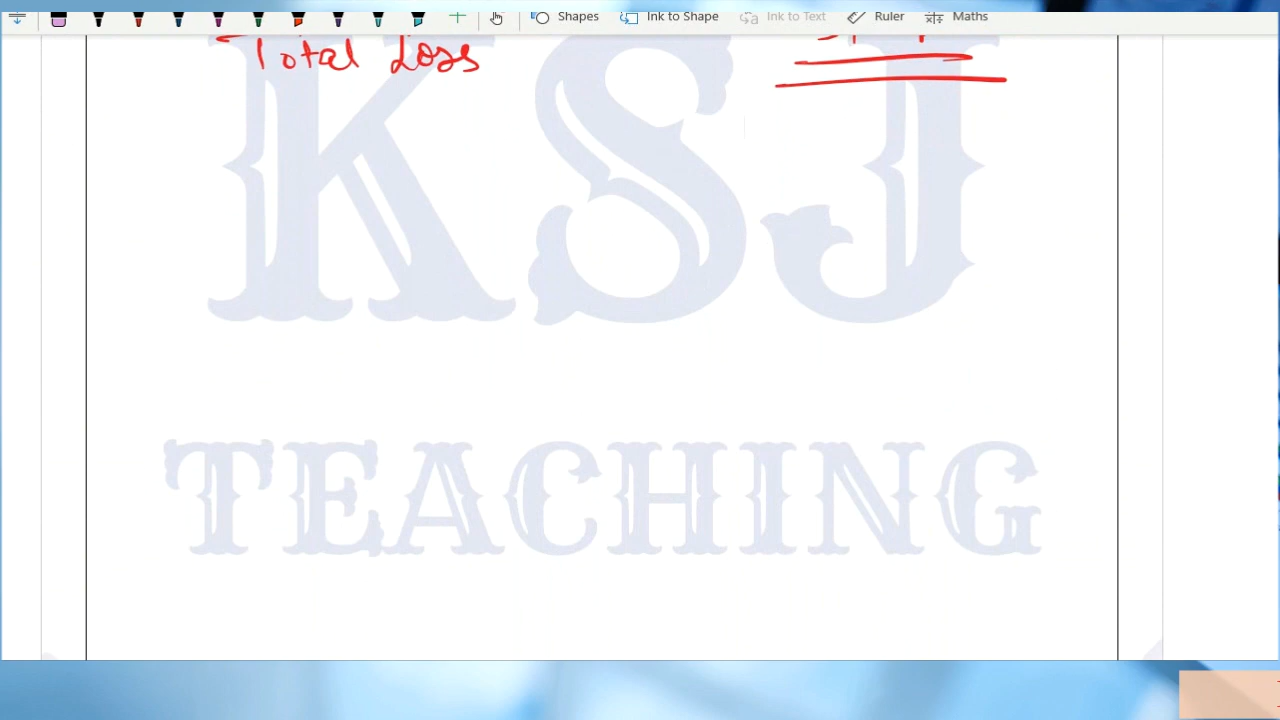 Shapes Ink to Shape Ink to Text Ruler Maths
Total Loss
KSJ
TEACHING